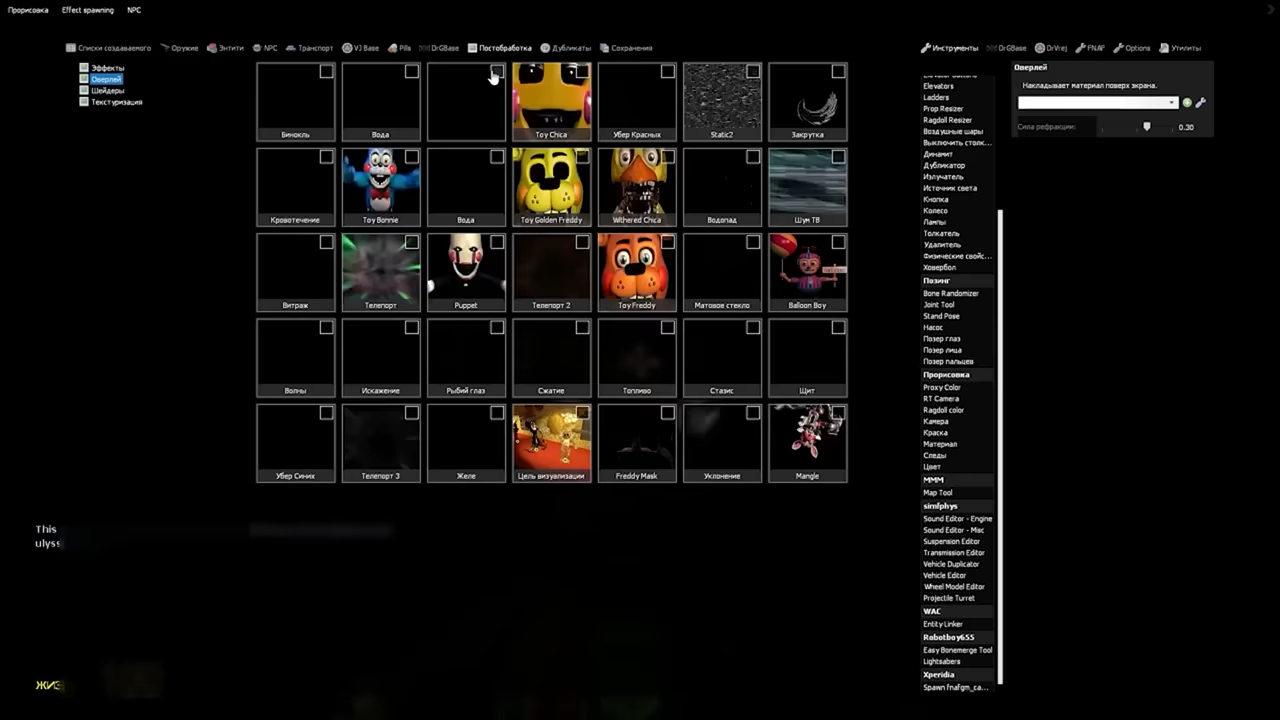 Прорисовка Effect spawning NPC
Списки создаваемого Оружие Энтити NPC Транспорт VJ Base Pills DrGBase Постобработка Дубликаты Сохранения
Инструменты DrGBase DrVrej FNAF Options Утилиты
Эффекты
Оверлей
Шейдеры
Текстуризация
Бинокль Вода Toy Chica Убер Красных Static2 Закрутка
Кровотечение Toy Bonnie Вода Toy Golden Freddy Withered Chica Водопад Шум ТВ
Витраж Телепорт Puppet Телепорт 2 Toy Freddy Матовое стекло Balloon Boy
Волны Искажение Рыбий глаз Сжатие Топливо Стазис Щит
Убер Синих Телепорт 3 Желе Цель визуализации Freddy Mask Уклонение Mangle
Elevators
Ladders
Prop Resizer
Ragdoll Resizer
Воздушные шары
Выключить столк...
Динамит
Дубликатор
Излучатель
Источник света
Кнопка
Колесо
Лампы
Толкатель
Удалитель
Физические свойс...
Ховербол
Позинг
Bone Randomizer
Joint Tool
Stand Pose
Насос
Позер глаз
Позер лица
Позер пальцев
Прорисовка
Proxy Color
RT Camera
Ragdoll color
Камера
Краска
Материал
Следы
Цвет
MMM
Map Tool
simfphys
Sound Editor - Engine
Sound Editor - Misc
Suspension Editor
Transmission Editor
Vehicle Duplicator
Vehicle Editor
Wheel Model Editor
Projectile Turret
WAC
Entity Linker
Robotboy655
Easy Bonemerge Tool
Lightsabers
Xperidia
Spawn fnafgm_ca...
Оверлей
Накладывает материал поверх экрана.
Сила рефракции: 0.30
This